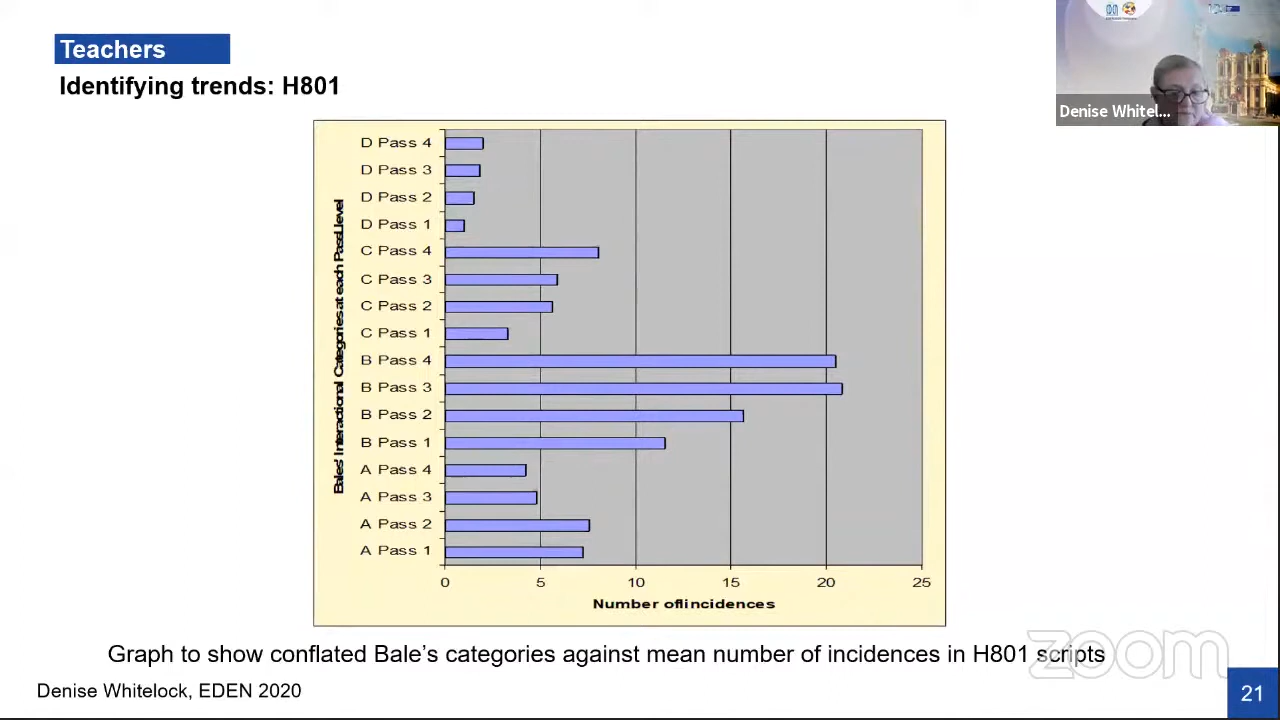 Teachers
Identifying trends: H801
Denise Whitel...
Bales' Interactional Categories at each Pass Level
D Pass 4
D Pass 3
D Pass 2
D Pass 1
C Pass 4
C Pass 3
C Pass 2
C Pass 1
B Pass 4
B Pass 3
B Pass 2
B Pass 1
A Pass 4
A Pass 3
A Pass 2
A Pass 1
0 5 10 15 20 25
Number of incidences
Graph to show conflated Bale's categories against mean number of incidences in H801 scripts
zoom
Denise Whitelock, EDEN 2020
21